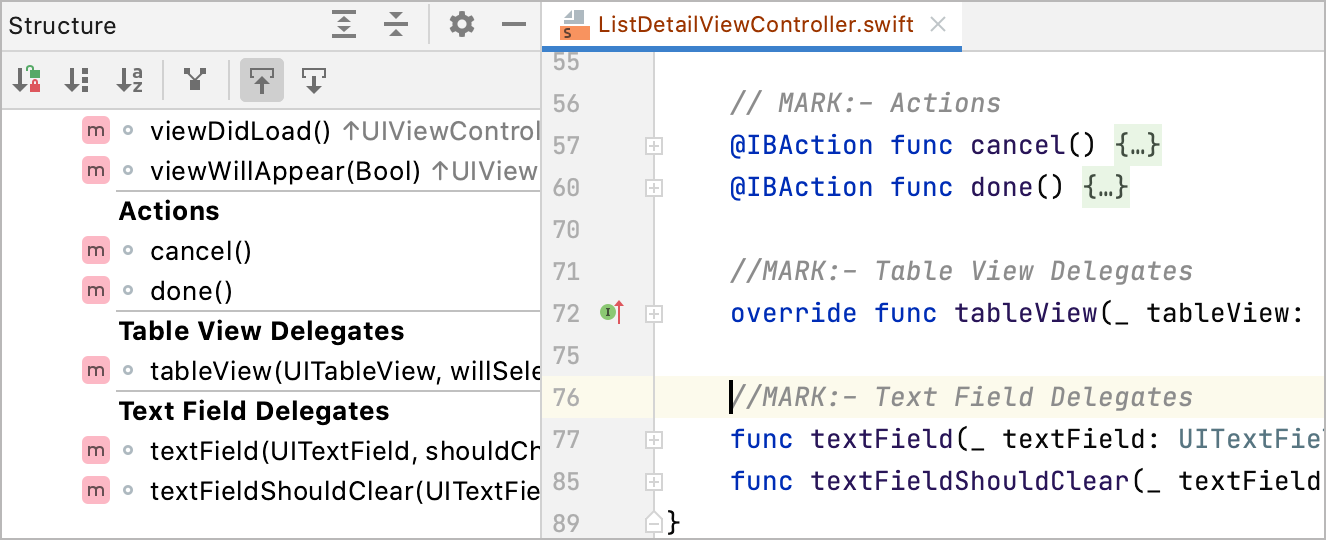 Structure
viewDidLoad() ↑UIViewControl
viewWillAppear(Bool) ↑UIView
Actions
cancel()
done()
Table View Delegates
tableView(UITableView, willSele
Text Field Delegates
textField(UITextField, shouldCh
textFieldShouldClear(UITextFie
ListDetailViewController.swift
55
56 // MARK:- Actions
57 @IBAction func cancel() {...}
60 @IBAction func done() {...}
70
71 //MARK:- Table View Delegates
72 override func tableView(_ tableView:
75
76 //MARK:- Text Field Delegates
77 func textField(_ textField: UITextFie
85 func textFieldShouldClear(_ textField
89 }